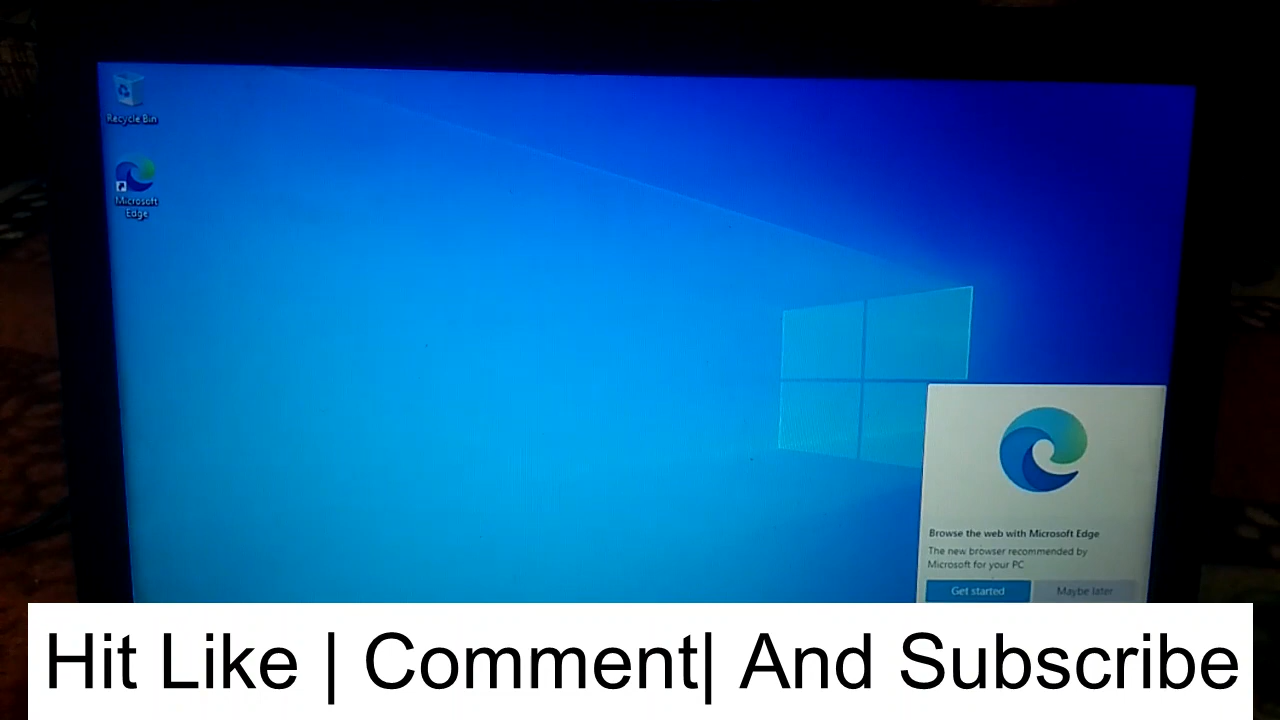 Recycle Bin
Microsoft
Edge
Browse the web with Microsoft Edge
The new browser recommended by
Microsoft for your PC
Get started
Maybe later
Hit Like | Comment| And Subscribe